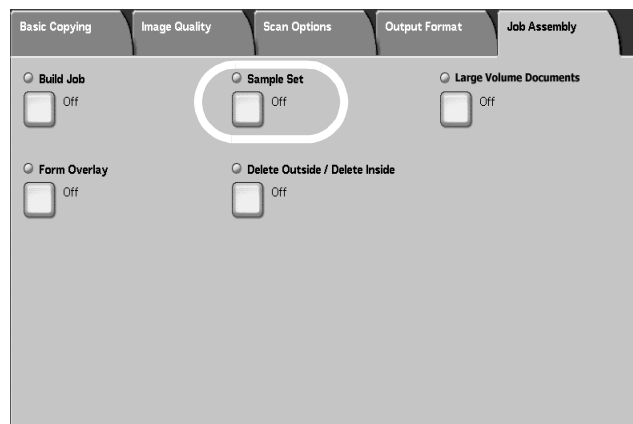 Basic Copying Image Quality Scan Options Output Format Job Assembly
Build Job Sample Set Large Volume Documents
Off Off Off
Form Overlay Delete Outside / Delete Inside
Off Off